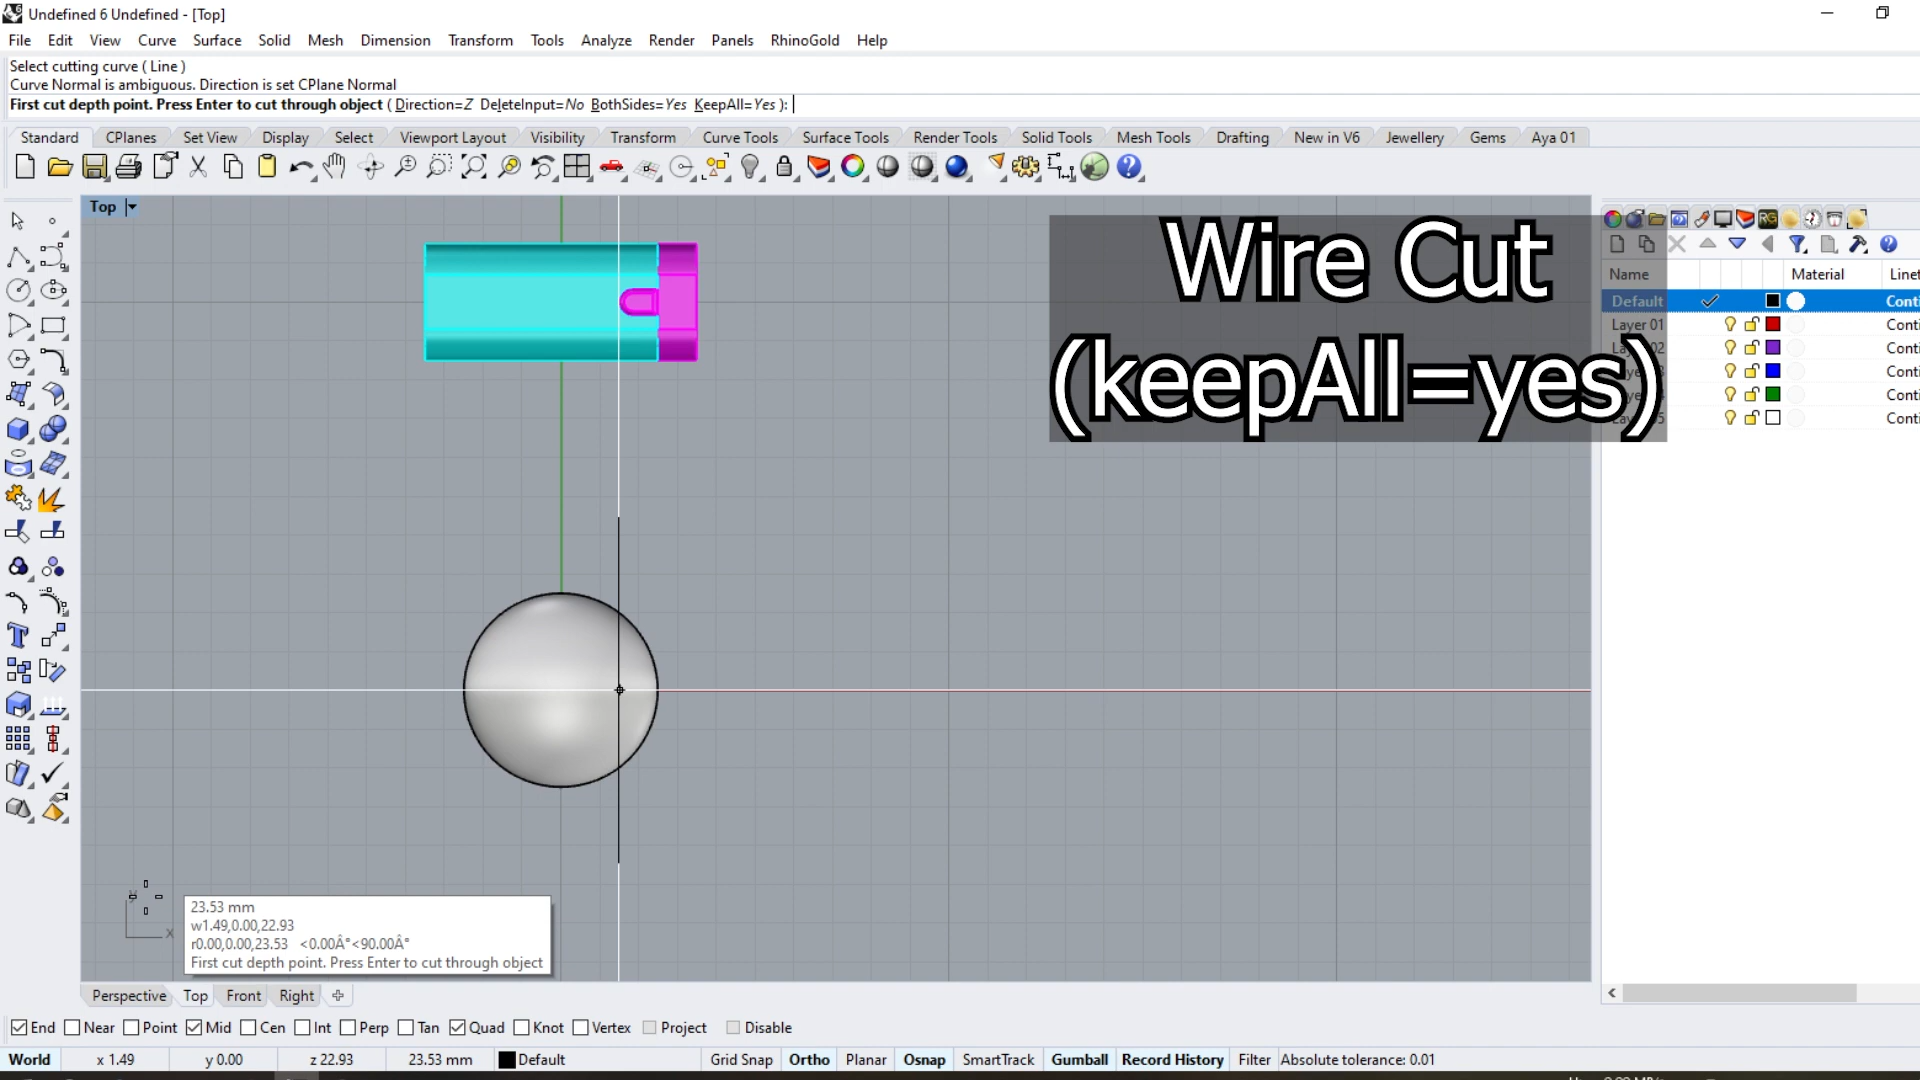 Undefined 6 Undefined - [Top]
File Edit View Curve Surface Solid Mesh Dimension Transform Tools Analyze Render Panels RhinoGold Help
Select cutting curve ( Line )
Curve Normal is ambiguous. Direction is set CPlane Normal
First cut depth point. Press Enter to cut through object ( Direction=Z DeleteInput=No BothSides=Yes KeepAll=Yes ):
Standard CPlanes Set View Display Select Viewport Layout Visibility Transform Curve Tools Surface Tools Render Tools Solid Tools Mesh Tools Drafting New in V6 Jewellery Gems Aya 01
Top
Wire Cut
(keepAll=yes)
Name Material Linet
Default Conti
Layer 01 Conti
Conti
Conti
Conti
Conti
y
x
23.53 mm
w1.49,0.00,22.93
r0.00,0.00,23.53 <0.00Â°<90.00Â°
First cut depth point. Press Enter to cut through object
Perspective Top Front Right
End Near Point Mid Cen Int Perp Tan Quad Knot Vertex Project Disable
World x 1.49 y 0.00 z 22.93 23.53 mm Default Grid Snap Ortho Planar Osnap SmartTrack Gumball Record History Filter Absolute tolerance: 0.01